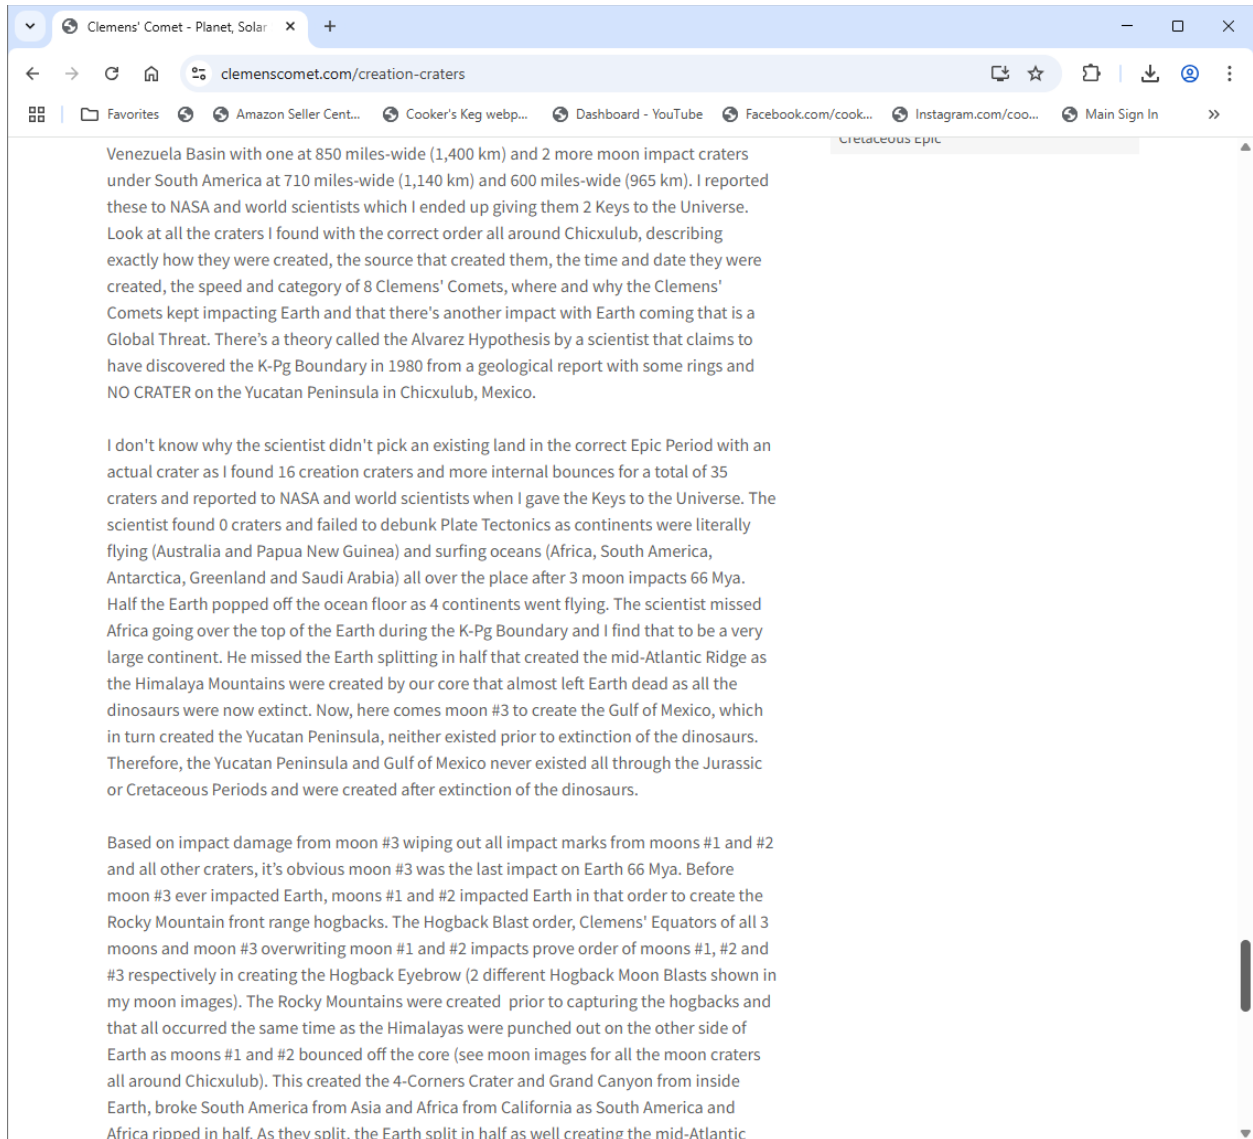 Clemens' Comet - Planet, Solar
clemenscomet.com/creation-craters
Favorites
Amazon Seller Cent...
Cooker's Keg webp...
Dashboard - YouTube
Facebook.com/cook...
Instagram.com/coo...
Main Sign In
Cretaceous Epic
Venezuela Basin with one at 850 miles-wide (1,400 km) and 2 more moon impact craters
under South America at 710 miles-wide (1,140 km) and 600 miles-wide (965 km). I reported
these to NASA and world scientists which I ended up giving them 2 Keys to the Universe.
Look at all the craters I found with the correct order all around Chicxulub, describing
exactly how they were created, the source that created them, the time and date they were
created, the speed and category of 8 Clemens' Comets, where and why the Clemens'
Comets kept impacting Earth and that there's another impact with Earth coming that is a
Global Threat. There’s a theory called the Alvarez Hypothesis by a scientist that claims to
have discovered the K-Pg Boundary in 1980 from a geological report with some rings and
NO CRATER on the Yucatan Peninsula in Chicxulub, Mexico.
I don't know why the scientist didn't pick an existing land in the correct Epic Period with an
actual crater as I found 16 creation craters and more internal bounces for a total of 35
craters and reported to NASA and world scientists when I gave the Keys to the Universe. The
scientist found 0 craters and failed to debunk Plate Tectonics as continents were literally
flying (Australia and Papua New Guinea) and surfing oceans (Africa, South America,
Antarctica, Greenland and Saudi Arabia) all over the place after 3 moon impacts 66 Mya.
Half the Earth popped off the ocean floor as 4 continents went flying. The scientist missed
Africa going over the top of the Earth during the K-Pg Boundary and I find that to be a very
large continent. He missed the Earth splitting in half that created the mid-Atlantic Ridge as
the Himalaya Mountains were created by our core that almost left Earth dead as all the
dinosaurs were now extinct. Now, here comes moon #3 to create the Gulf of Mexico, which
in turn created the Yucatan Peninsula, neither existed prior to extinction of the dinosaurs.
Therefore, the Yucatan Peninsula and Gulf of Mexico never existed all through the Jurassic
or Cretaceous Periods and were created after extinction of the dinosaurs.
Based on impact damage from moon #3 wiping out all impact marks from moons #1 and #2
and all other craters, it’s obvious moon #3 was the last impact on Earth 66 Mya. Before
moon #3 ever impacted Earth, moons #1 and #2 impacted Earth in that order to create the
Rocky Mountain front range hogbacks. The Hogback Blast order, Clemens' Equators of all 3
moons and moon #3 overwriting moon #1 and #2 impacts prove order of moons #1, #2 and
#3 respectively in creating the Hogback Eyebrow (2 different Hogback Moon Blasts shown in
my moon images). The Rocky Mountains were created  prior to capturing the hogbacks and
that all occurred the same time as the Himalayas were punched out on the other side of
Earth as moons #1 and #2 bounced off the core (see moon images for all the moon craters
all around Chicxulub). This created the 4-Corners Crater and Grand Canyon from inside
Earth, broke South America from Asia and Africa from California as South America and
Africa ripped in half. As they split, the Earth split in half as well creating the mid-Atlantic